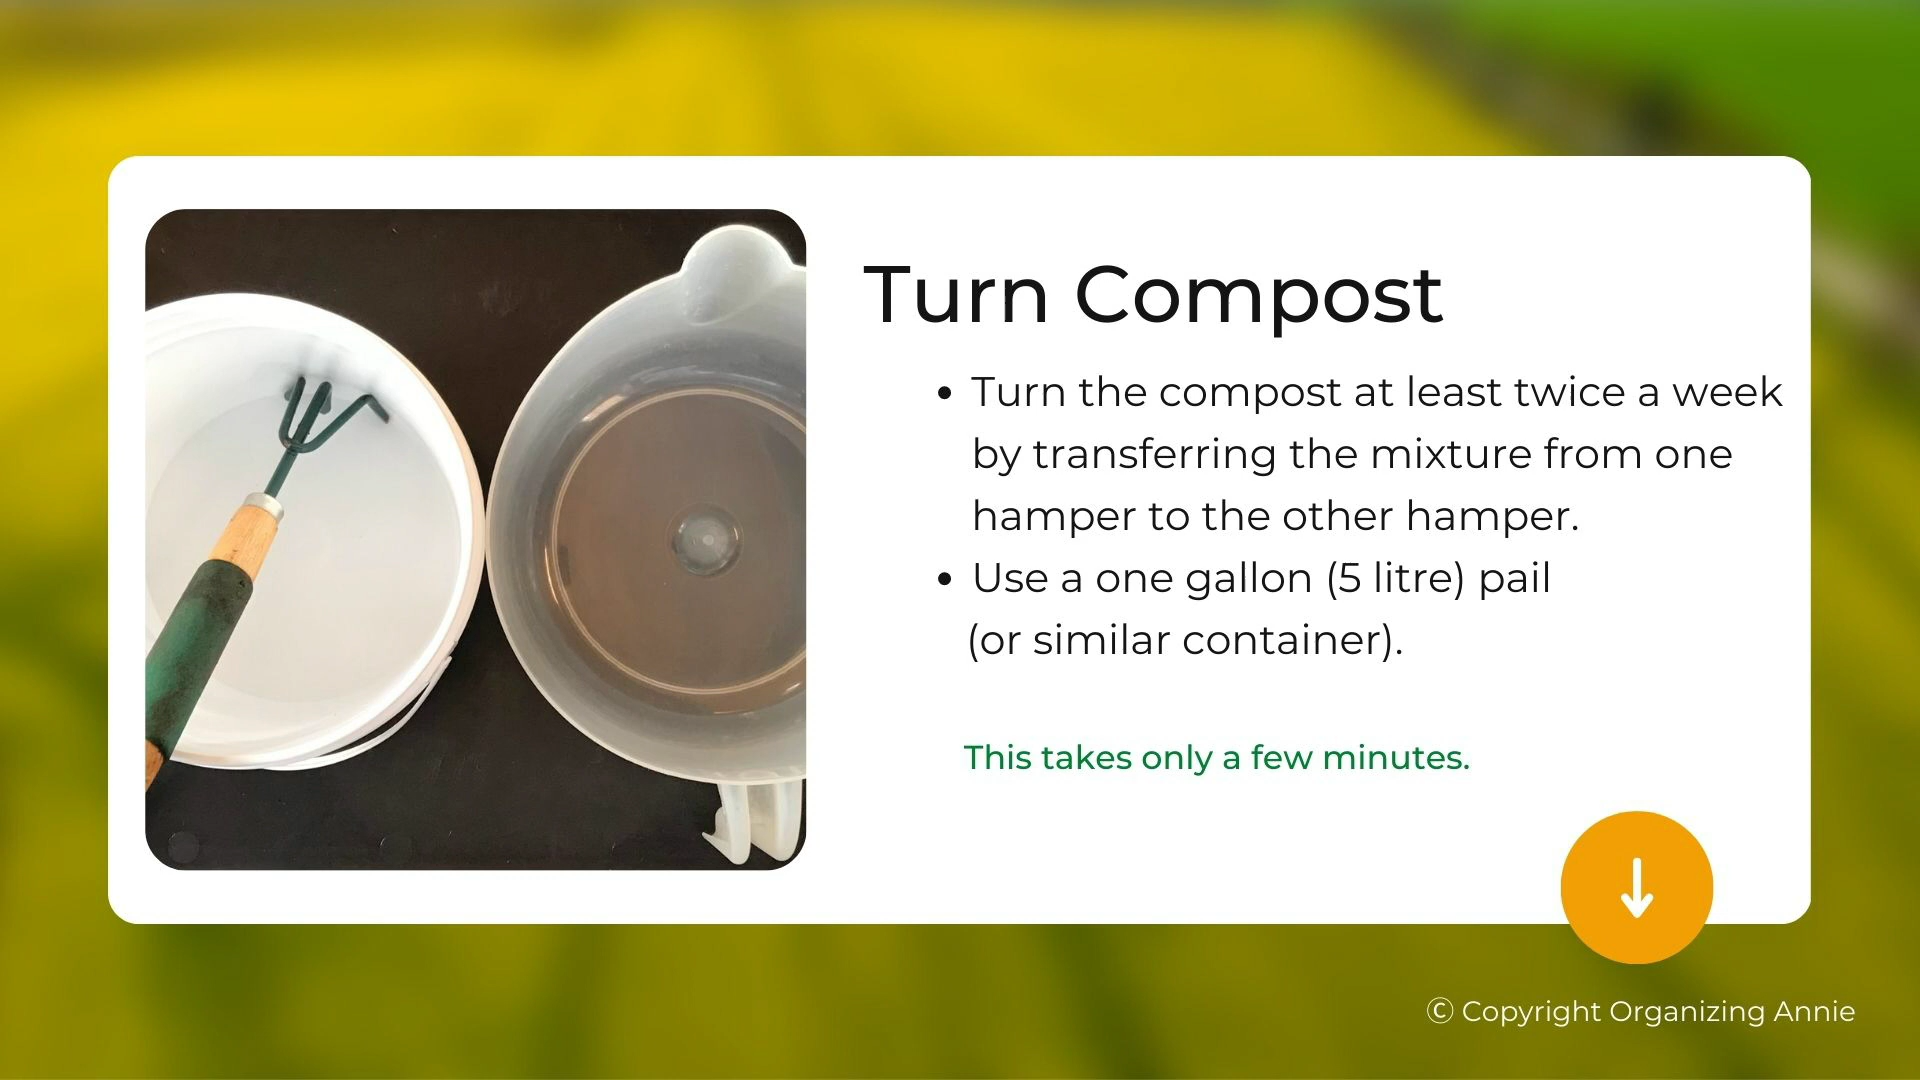 Turn Compost
• Turn the compost at least twice a week
by transferring the mixture from one
hamper to the other hamper.
• Use a one gallon (5 litre) pail
(or similar container).
This takes only a few minutes.
© Copyright Organizing Annie